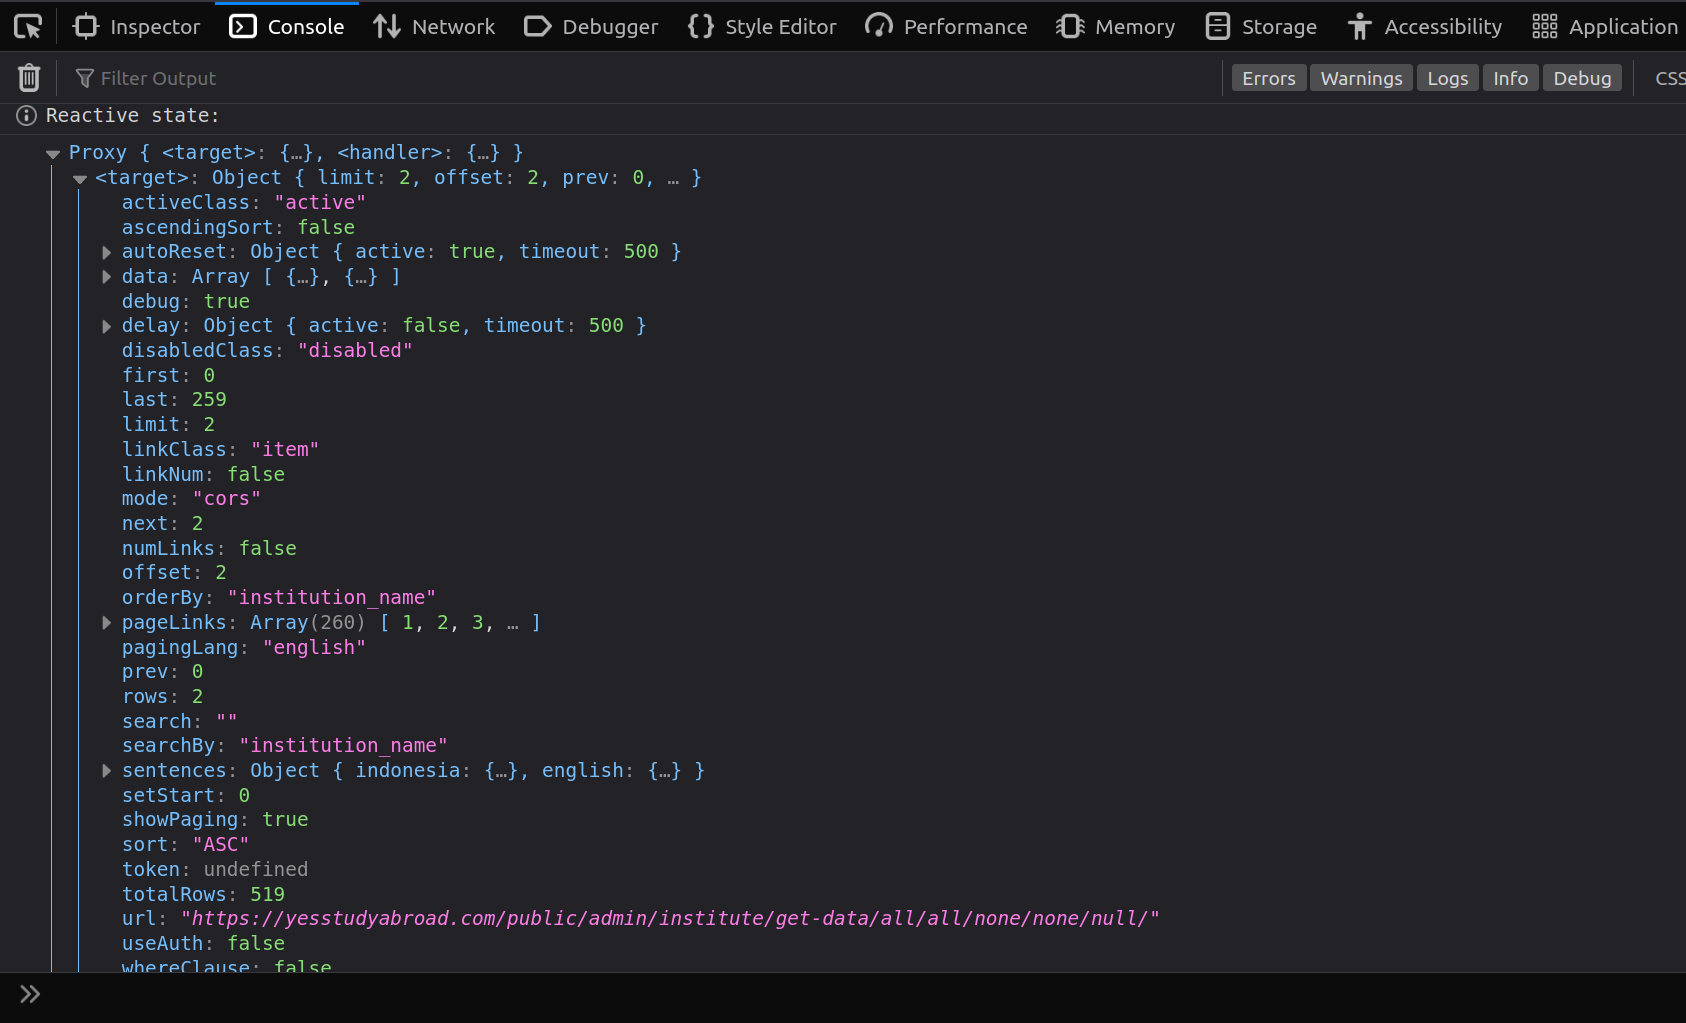 Inspector Console Network Debugger {} Style Editor Performance Memory Storage Accessibility Application
Filter Output Errors Warnings Logs Info Debug CSS
Reactive state:
Proxy { <target>: {…}, <handler>: {…} }
<target>: Object { limit: 2, offset: 2, prev: 0, … }
activeClass: "active"
ascendingSort: false
autoReset: Object { active: true, timeout: 500 }
data: Array [ {…}, {…} ]
debug: true
delay: Object { active: false, timeout: 500 }
disabledClass: "disabled"
first: 0
last: 259
limit: 2
linkClass: "item"
linkNum: false
mode: "cors"
next: 2
numLinks: false
offset: 2
orderBy: "institution_name"
pageLinks: Array(260) [ 1, 2, 3, … ]
pagingLang: "english"
prev: 0
rows: 2
search: ""
searchBy: "institution_name"
sentences: Object { indonesia: {…}, english: {…} }
setStart: 0
showPaging: true
sort: "ASC"
token: undefined
totalRows: 519
url: "https://yesstudyabroad.com/public/admin/institute/get-data/all/all/none/none/null/"
useAuth: false
whereClause: false